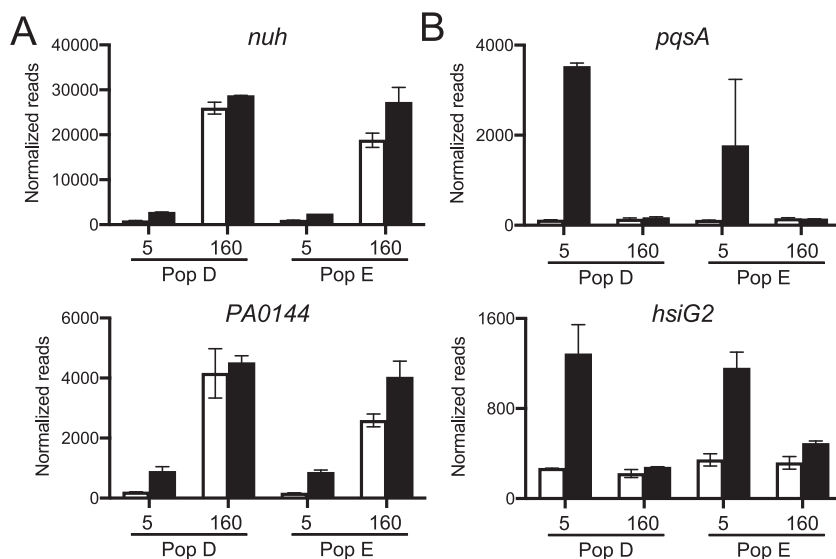 A
nuh
Normalized reads
40000
30000
20000
10000
0
5 160 5 160
Pop D Pop E
B
pqsA
Normalized reads
4000
2000
0
5 160 5 160
Pop D Pop E
PA0144
Normalized reads
6000
4000
2000
0
5 160 5 160
Pop D Pop E
hsiG2
Normalized reads
1600
800
0
5 160 5 160
Pop D Pop E